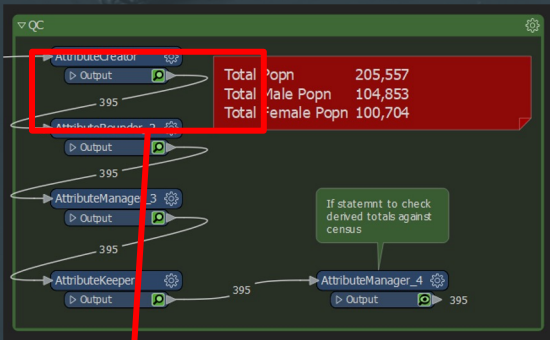 QC
AttributeCreator
Output
395
Total Popn 205,557
Total Male Popn 104,853
Total Female Popn 100,704
AttributeRounder_2
Output
395
AttributeManager_3
Output
395
If statemnt to check
derived totals against
census
AttributeKeeper
Output
395
AttributeManager_4
Output
395